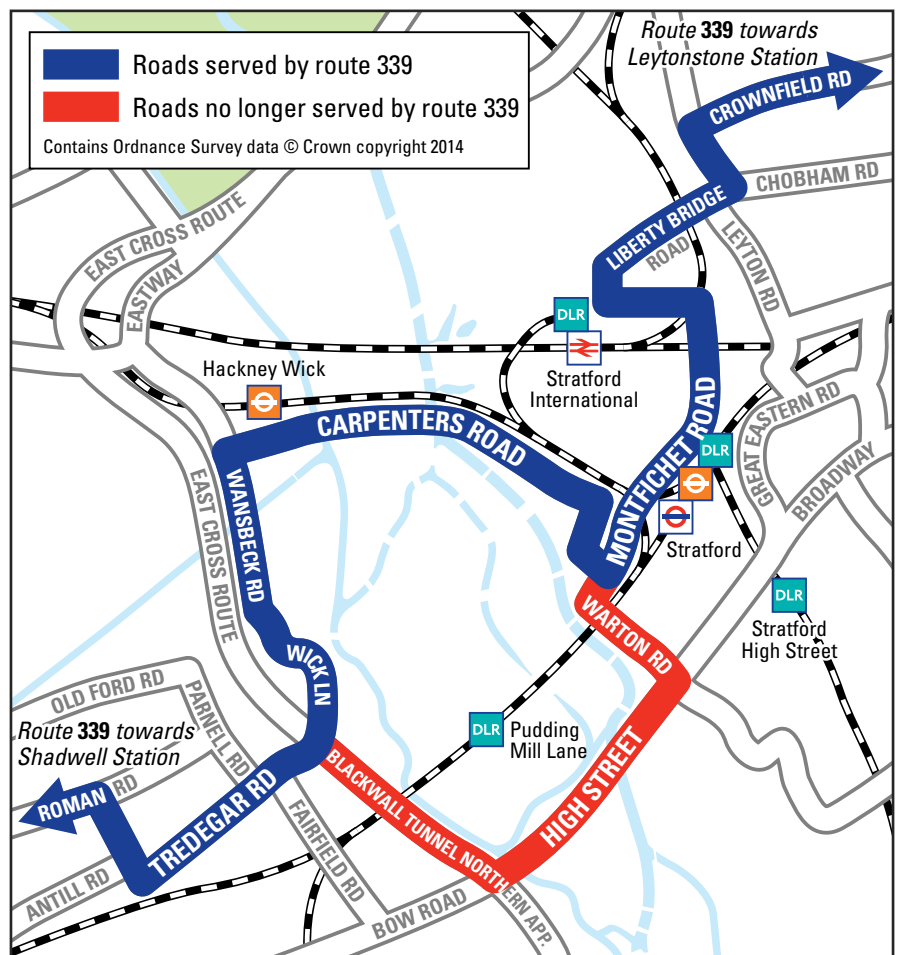 Roads served by route 339
Roads no longer served by route 339
Contains Ordnance Survey data © Crown copyright 2014
Route 339 towards
Leytonstone Station
CROWNFIELD RD
CHOBHAM RD
LIBERTY BRIDGE
ROAD
LEYTON RD
EAST CROSS ROUTE
EASTWAY
DLR
Stratford
International
Hackney Wick
CARPENTERS ROAD
MONTFICHET ROAD
GREAT EASTERN RD
BROADWAY
DLR
Stratford
WANSBECK RD
EAST CROSS ROUTE
WARTON RD
DLR
Stratford
High Street
WICK LN
OLD FORD RD
PARNELL RD
Route 339 towards
Shadwell Station
DLR
Pudding
Mill Lane
ROMAN RD
TREDEGAR RD
BLACKWALL TUNNEL NORTHERN APP.
HIGH STREET
FAIRFIELD RD
ANTILL RD
BOW ROAD